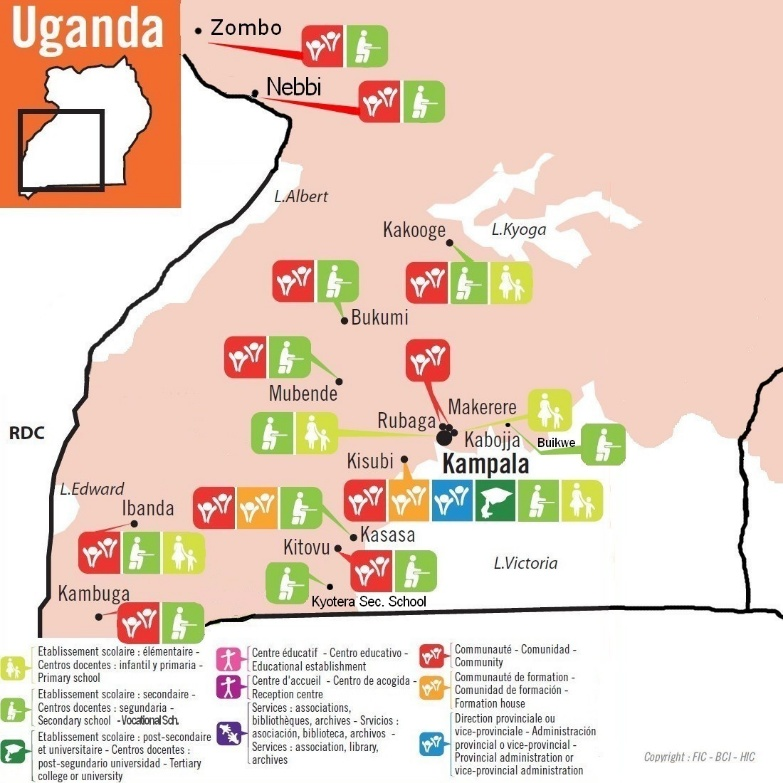 Uganda
Zombo
Nebbi
L.Albert
Kakooge
L.Kyoga
Bukumi
Mubende
Rubaga
Makerere
RDC
Kabojja
Buikwe
Kisubi
Kampala
L.Edward
Ibanda
Kasasa
Kitovu
L.Victoria
Kambuga
Kyotera Sec. School
Etablissement scolaire : élémentaire -
Centros docentes : infantil y primaria -
Primary school
Etablissement scolaire : secondaire -
Centros docentes : segundaria -
Secondary school - Vocational Sch.
Etablissement scolaire : post-secondaire
et universitaire - Centros docentes :
post-segundario universidad - Tertiary
college or university
Centre éducatif - Centro educativo -
Educational establishment
Centre d'accueil - Centro de acogida -
Reception centre
Services : associations,
bibliothèques, archives - Srvicios :
asociación, biblioteca, archivos -
Services : association, library,
archives
Communauté - Comunidad -
Community
Communauté de formation -
Comunidad de formación -
Formation house
Direction provinciale ou
vice-provinciale - Administración
provincial o vice-provincial -
Provincial administration or
vice-provincial administration
Copyright : FIC - BCI - HIC